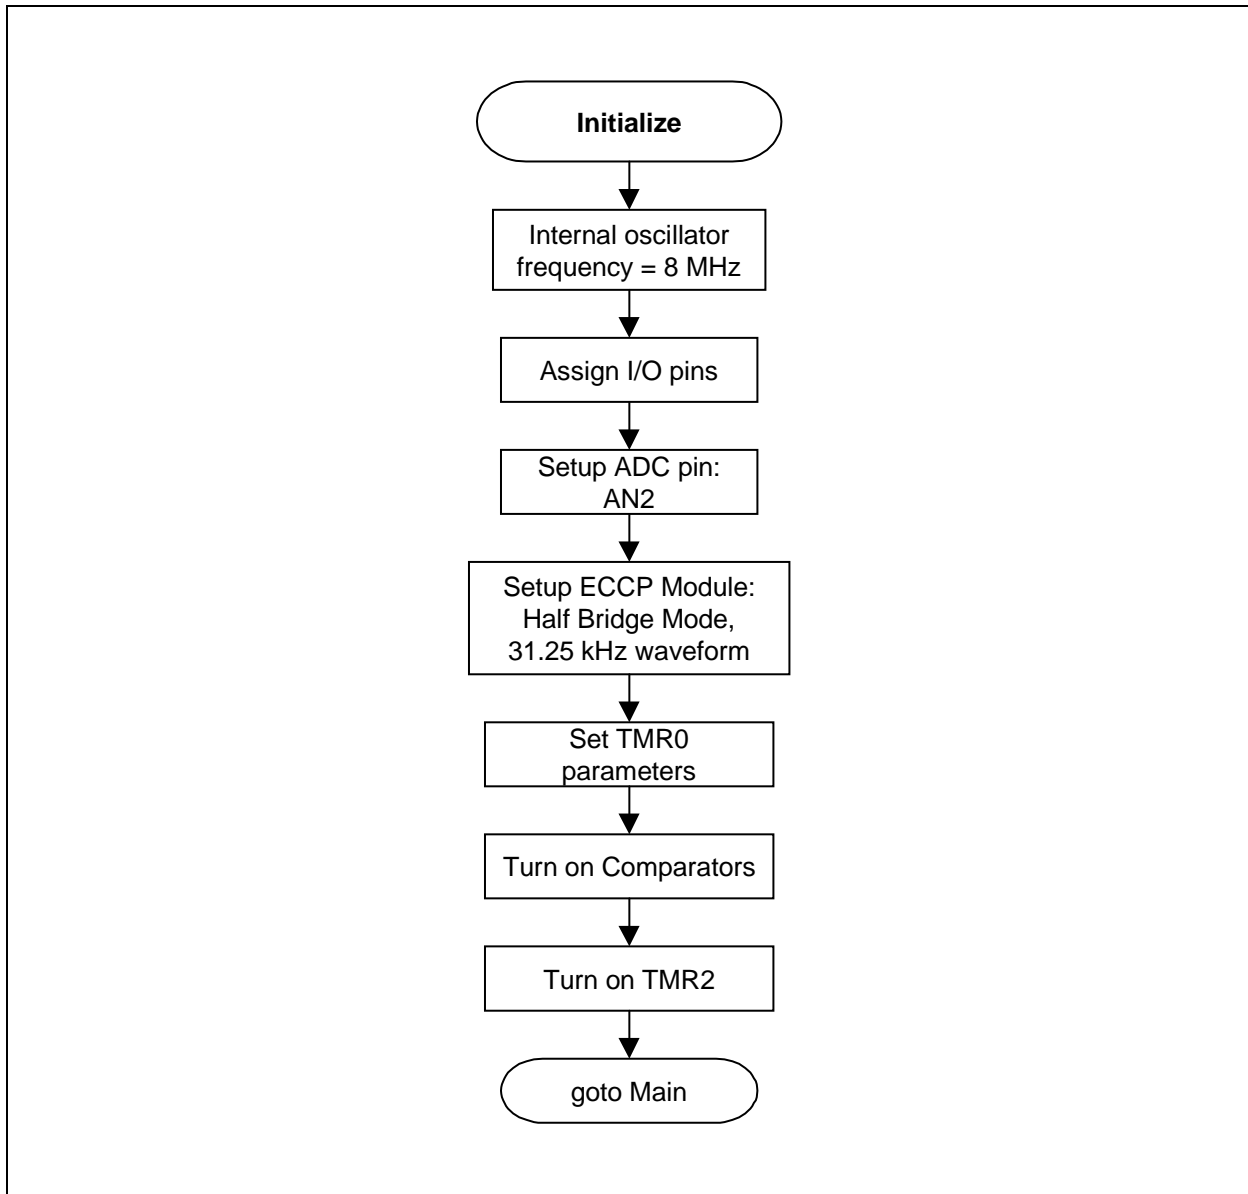 Initialize
Internal oscillator
frequency = 8 MHz
Assign I/O pins
Setup ADC pin:
AN2
Setup ECCP Module:
Half Bridge Mode,
31.25 kHz waveform
Set TMR0
parameters
Turn on Comparators
Turn on TMR2
goto Main